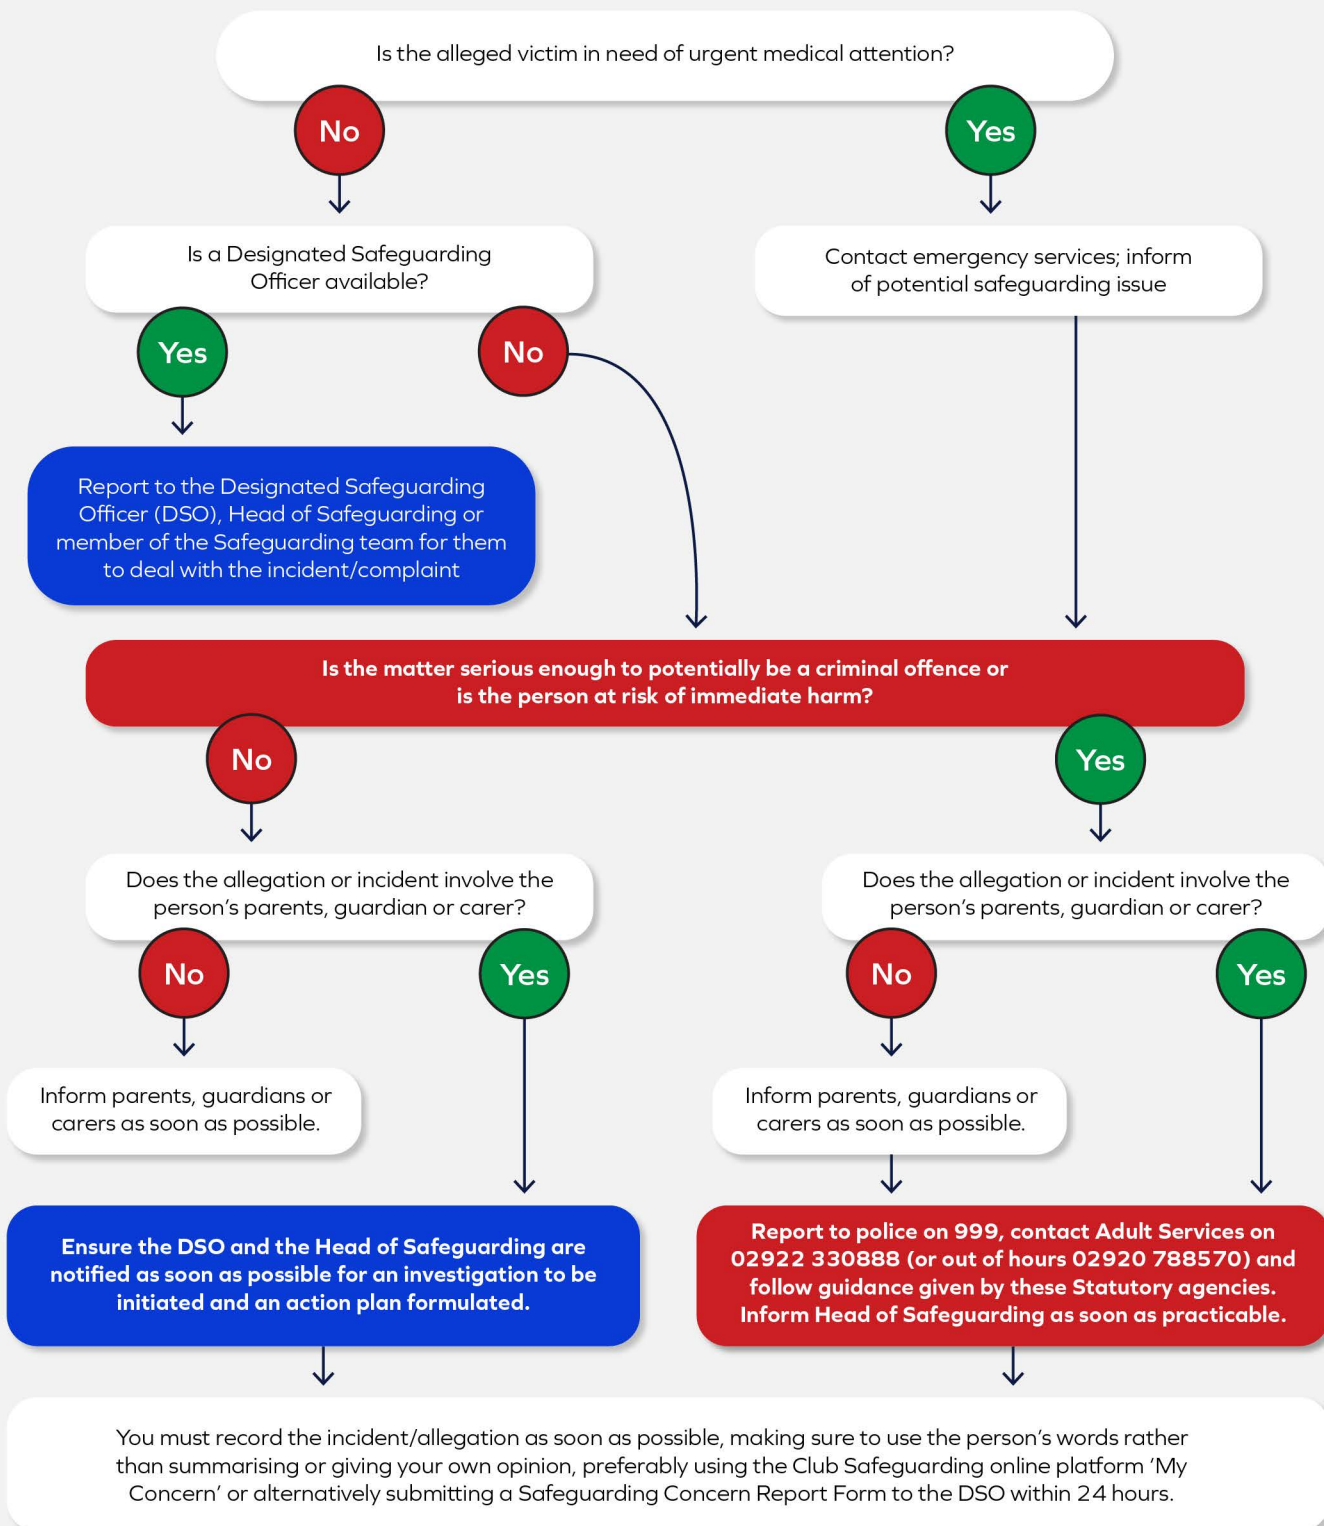 Is the alleged victim in need of urgent medical attention?
No
Yes
Is a Designated Safeguarding
Officer available?
Contact emergency services; inform
of potential safeguarding issue
Yes
No
Report to the Designated Safeguarding
Officer (DSO), Head of Safeguarding or
member of the Safeguarding team for them
to deal with the incident/complaint
Is the matter serious enough to potentially be a criminal offence or
is the person at risk of immediate harm?
No
Yes
Does the allegation or incident involve the
person’s parents, guardian or carer?
Does the allegation or incident involve the
person’s parents, guardian or carer?
No
Yes
No
Yes
Inform parents, guardians or
carers as soon as possible.
Inform parents, guardians or
carers as soon as possible.
Ensure the DSO and the Head of Safeguarding are
notified as soon as possible for an investigation to be
initiated and an action plan formulated.
Report to police on 999, contact Adult Services on
02922 330888 (or out of hours 02920 788570) and
follow guidance given by these Statutory agencies.
Inform Head of Safeguarding as soon as practicable.
You must record the incident/allegation as soon as possible, making sure to use the person’s words rather
than summarising or giving your own opinion, preferably using the Club Safeguarding online platform ‘My
Concern’ or alternatively submitting a Safeguarding Concern Report Form to the DSO within 24 hours.